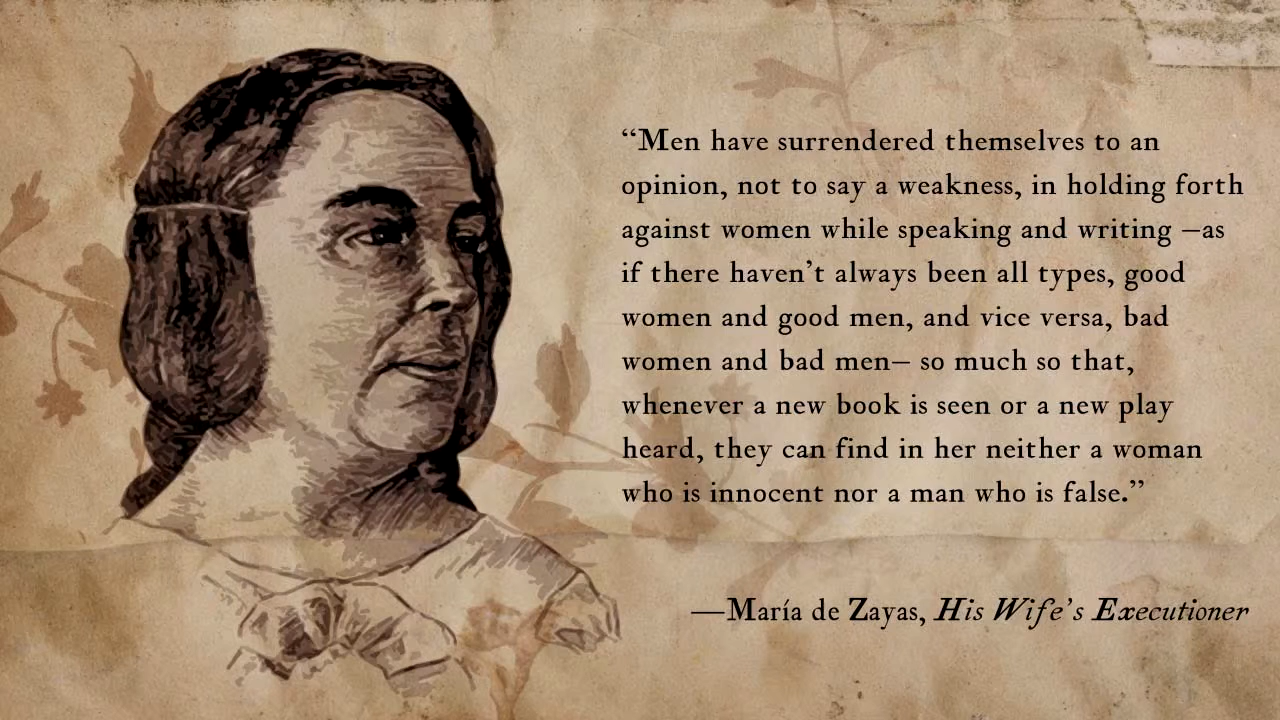 “Men have surrendered themselves to an
opinion, not to say a weakness, in holding forth
against women while speaking and writing —as
if there haven’t always been all types, good
women and good men, and vice versa, bad
women and bad men— so much so that,
whenever a new book is seen or a new play
heard, they can find in her neither a woman
who is innocent nor a man who is false.”
—María de Zayas, His Wife’s Executioner